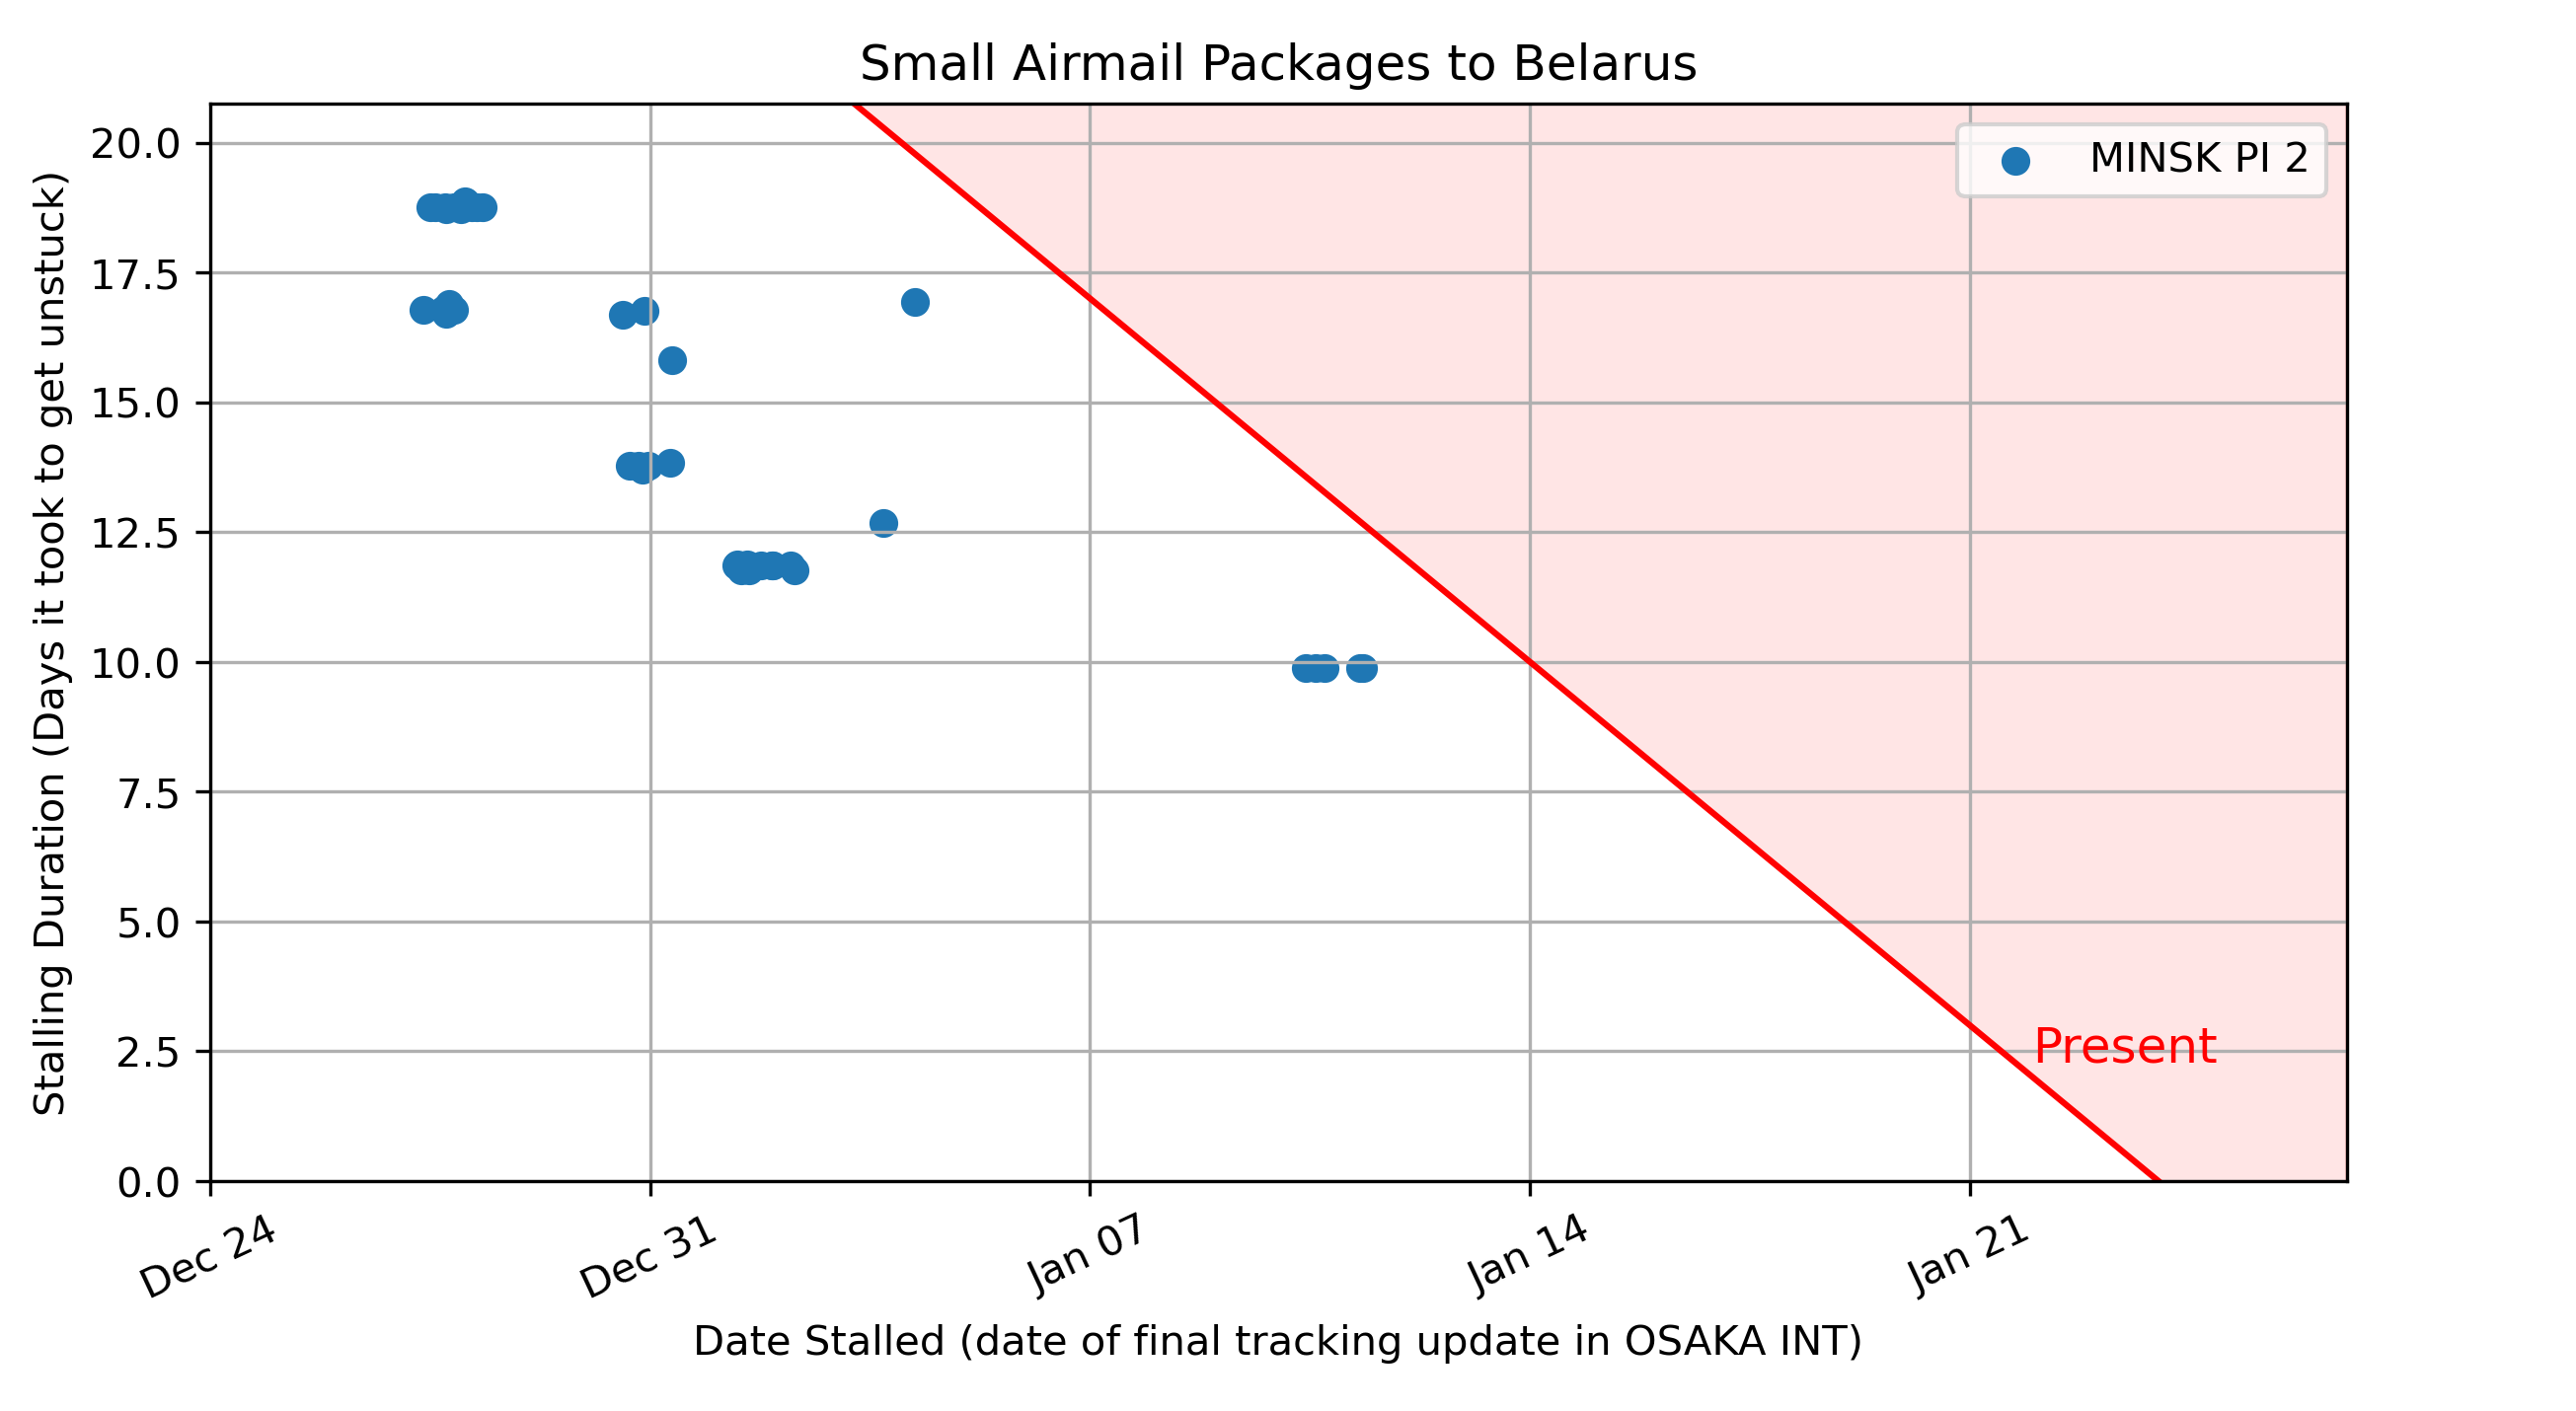 Small Airmail Packages to Belarus
MINSK PI 2
Stalling Duration (Days it took to get unstuck)
20.0
17.5
15.0
12.5
10.0
7.5
5.0
2.5
0.0
Present
Dec 24
Dec 31
Jan 07
Jan 14
Jan 21
Date Stalled (date of final tracking update in OSAKA INT)